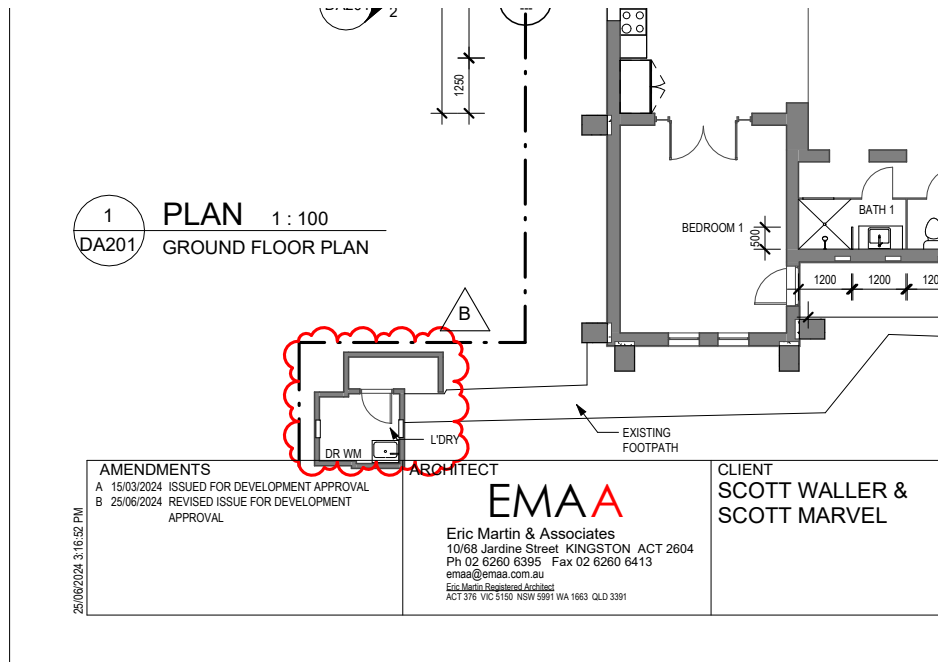 2
1250
1
DA201
PLAN 1 : 100
GROUND FLOOR PLAN
BEDROOM 1
500
BATH 1
1200
1200
B
L'DRY
DR WM
EXISTING
FOOTPATH
AMENDMENTS
A 15/03/2024 ISSUED FOR DEVELOPMENT APPROVAL
B 25/06/2024 REVISED ISSUE FOR DEVELOPMENT
APPROVAL
25/06/2024 3:16:52 PM
ARCHITECT
EMAA
Eric Martin & Associates
10/68 Jardine Street KINGSTON ACT 2604
Ph 02 6260 6395 Fax 02 6260 6413
emaa@emaa.com.au
Eric Martin Registered Architect
ACT 376 VIC 5150 NSW 5991 WA 1663 QLD 3391
CLIENT
SCOTT WALLER &
SCOTT MARVEL